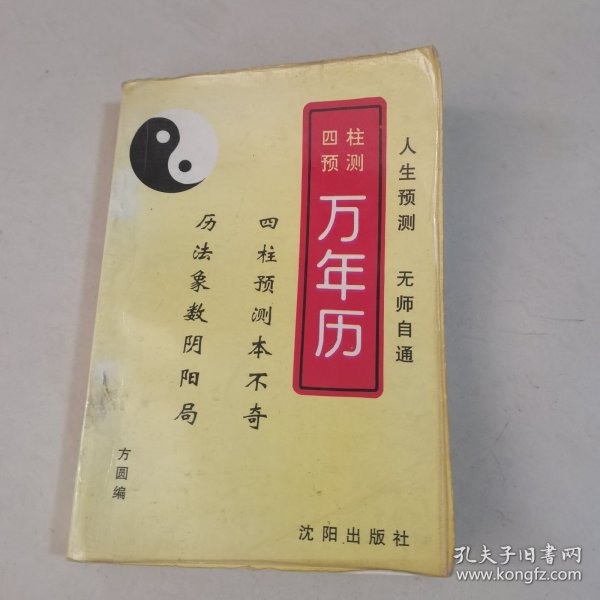 人生预测 无师自通
四柱
预测
万年历
四柱预测本不奇
历法象数阴阳局
方圆编
沈阳出版社
孔夫子旧书网
www.kongfz.com